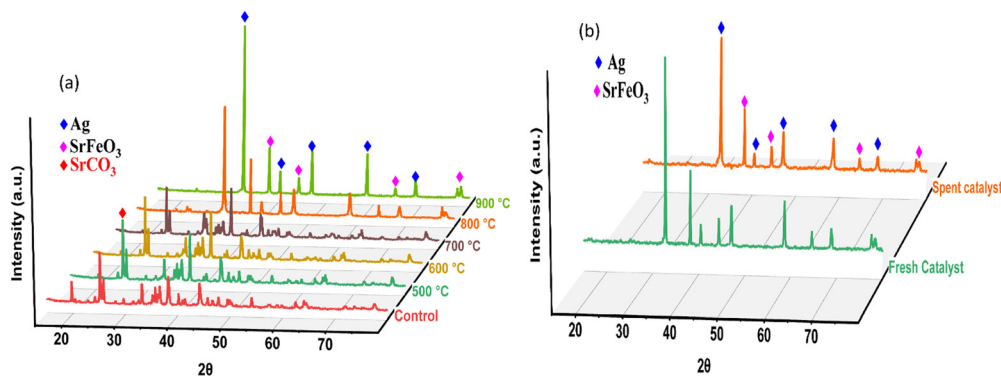 (a)
Ag
SrFeO₃
SrCO₃
Intensity (a.u.)
900 °C
800 °C
700 °C
600 °C
500 °C
Control
20 30 40 50 60 70
2θ
(b)
Ag
SrFeO₃
Intensity (a.u.)
Spent catalyst
Fresh Catalyst
20 30 40 50 60 70
2θ